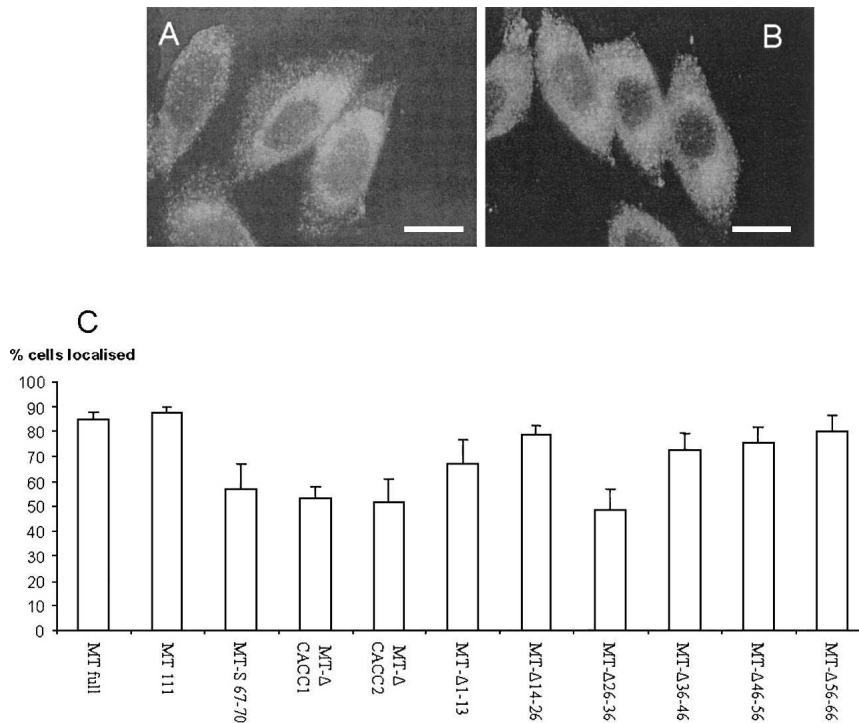 A
B
C
% cells localised
100
90
80
70
60
50
40
30
20
10
0
MT full
MT 111
MT-S 67-70
MT-Δ
CACC1
MT-Δ
CACC2
MT-Δ1-13
MT-Δ14-26
MT-Δ26-36
MT-Δ36-46
MT-Δ46-56
MT-Δ56-66